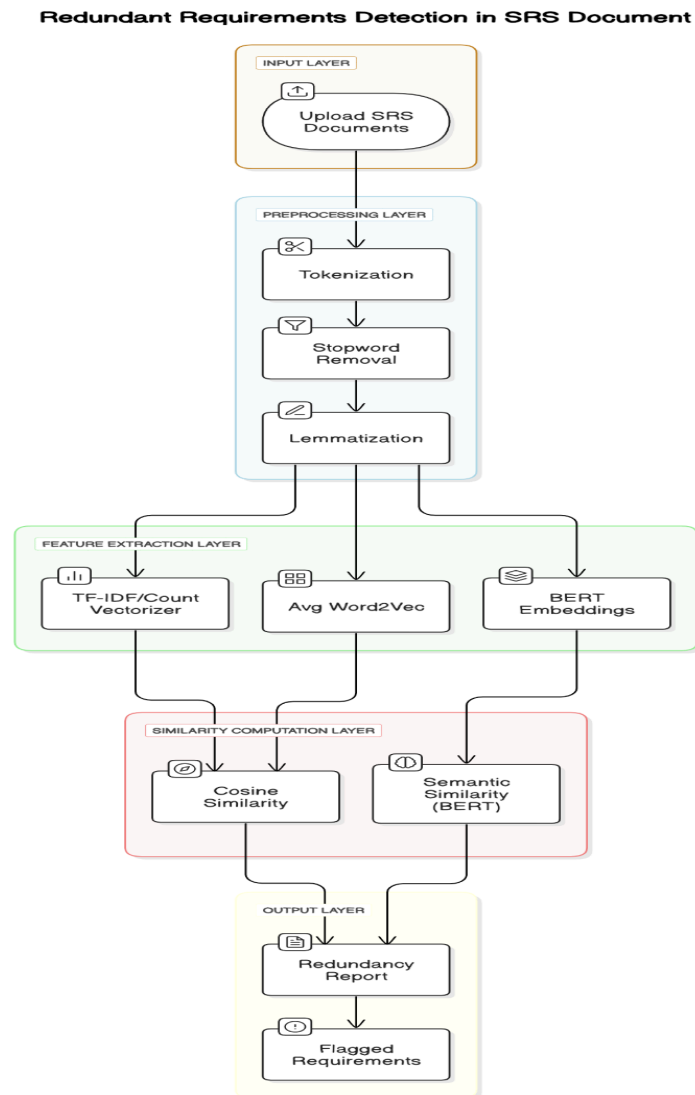 Redundant Requirements Detection in SRS Document
INPUT LAYER
Upload SRS
Documents
PREPROCESSING LAYER
Tokenization
Stopword
Removal
Lemmatization
FEATURE EXTRACTION LAYER
TF-IDF/Count
Vectorizer
Avg Word2Vec
BERT
Embeddings
SIMILARITY COMPUTATION LAYER
Cosine
Similarity
Semantic
Similarity
(BERT)
OUTPUT LAYER
Redundancy
Report
Flagged
Requirements